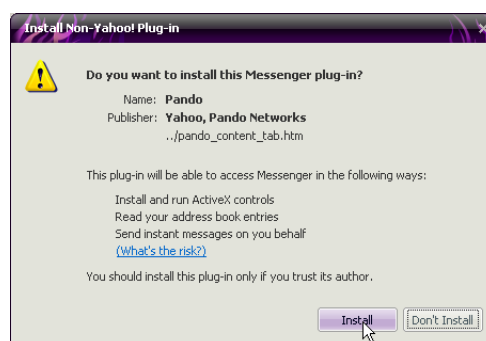 Install Non-Yahoo! Plug-in
Do you want to install this Messenger plug-in?
Name: Pando
Publisher: Yahoo, Pando Networks
../pando_content_tab.htm
This plug-in will be able to access Messenger in the following ways:
Install and run ActiveX controls
Read your address book entries
Send instant messages on you behalf
(What's the risk?)
You should install this plug-in only if you trust its author.
Install Don't Install